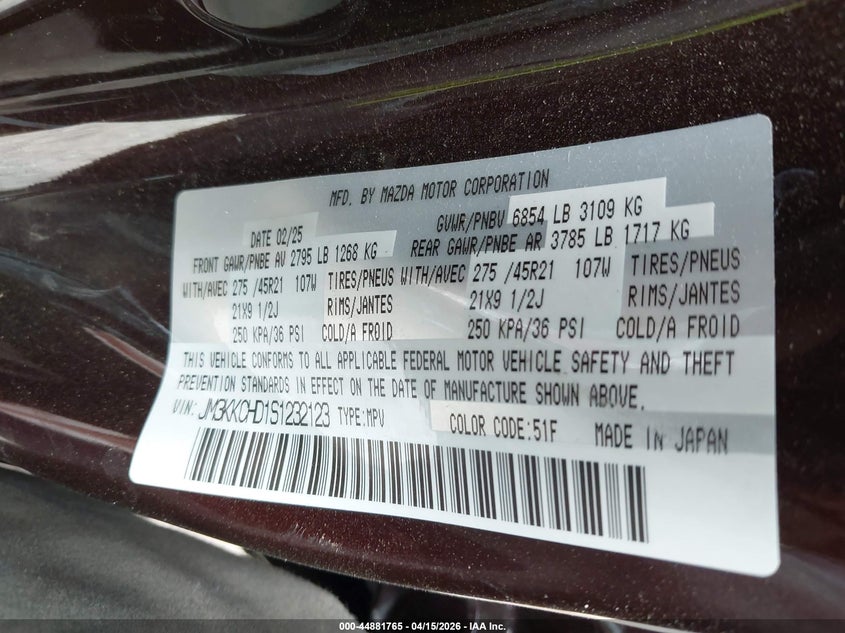 MFD. BY MAZDA MOTOR CORPORATION
DATE 02/25 GVWR/PNBV 6854 LB 3109 KG
FRONT GAWR/PNBE AV 2795 LB 1268 KG REAR GAWR/PNBE AR 3785 LB 1717 KG
WITH/AVEC 275 /45R21 107W TIRES/PNEUS WITH/AVEC 275 /45R21 107W TIRES/PNEUS
21X9 1/2J RIMS/JANTES 21X9 1/2J RIMS/JANTES
250 KPA/36 PSI COLD/A FROID 250 KPA/36 PSI COLD/A FROID
THIS VEHICLE CONFORMS TO ALL APPLICABLE FEDERAL MOTOR VEHICLE SAFETY AND THEFT
PREVENTION STANDARDS IN EFFECT ON THE DATE OF MANUFACTURE SHOWN ABOVE.
VIN: JM3KKCHD1S1232123 TYPE:MPV COLOR CODE:51F MADE IN JAPAN
000-44881765 - 04/15/2026 - IAA Inc.